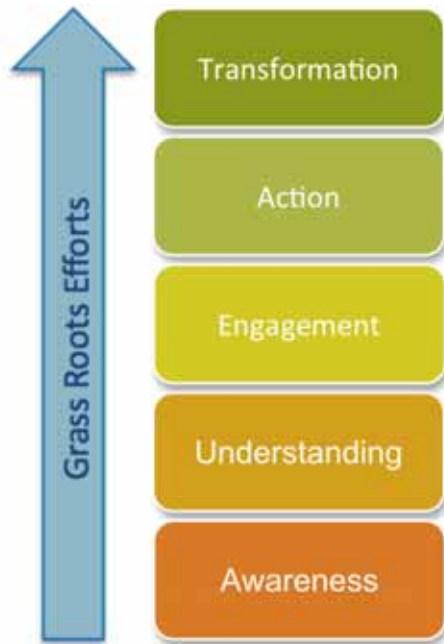 Grass Roots Efforts
Transformation
Action
Engagement
Understanding
Awareness